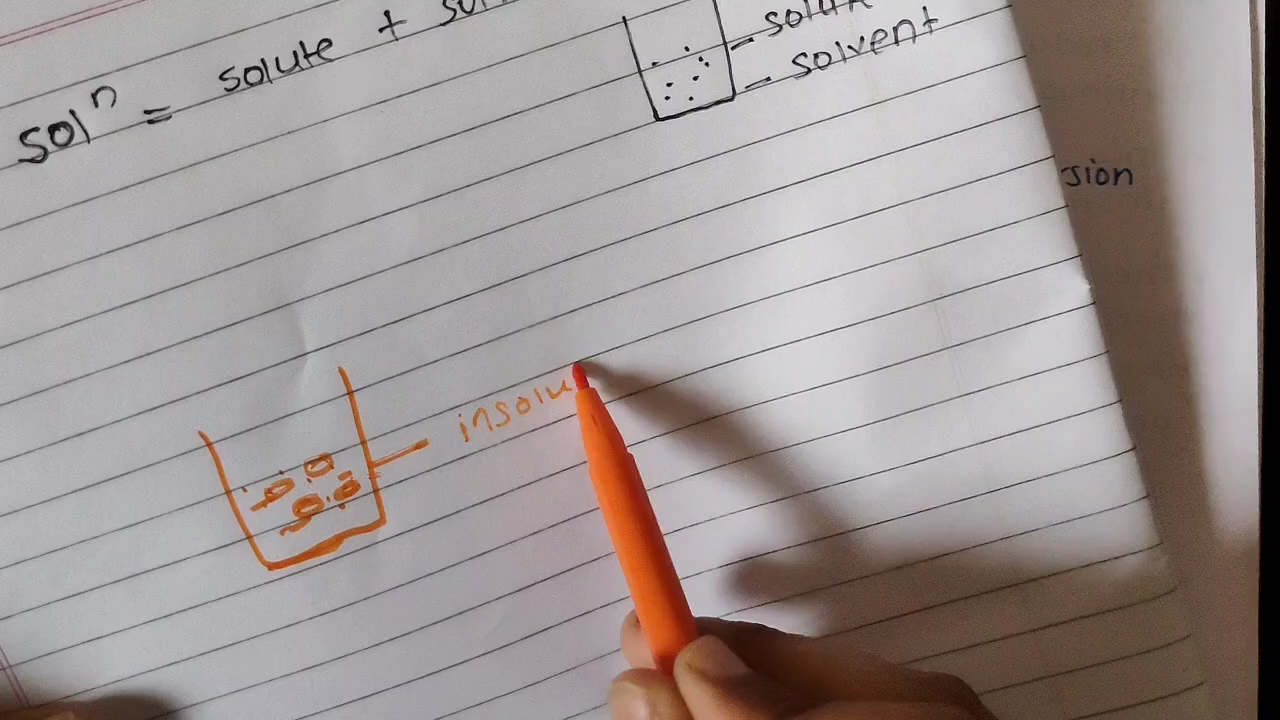 solⁿ = solute +
solvent
sion
insolu